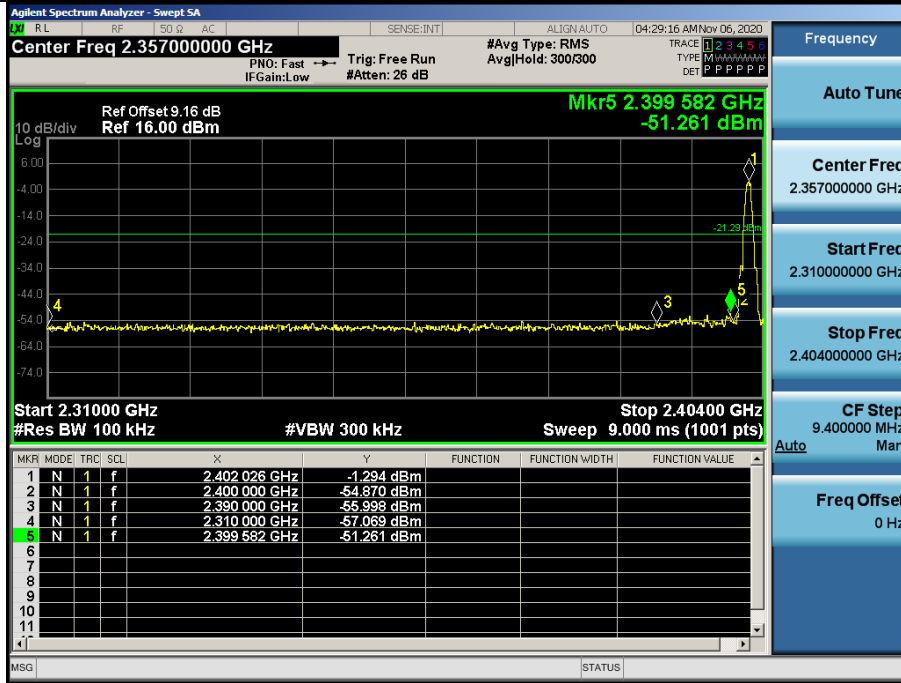 Agilent Spectrum Analyzer - Swept SA
LXI RL RF 50 Ω AC SENSE:INT ALIGN AUTO 04:29:16 AM Nov 06, 2020
Center Freq 2.357000000 GHz
PNO: Fast
IFGain:Low
Trig: Free Run
#Atten: 26 dB
#Avg Type: RMS
Avg|Hold: 300/300
TRACE 1 2 3 4 5 6
TYPE M
DET P P P P P P
Ref Offset 9.16 dB
Ref 16.00 dBm
10 dB/div
Log
Mkr5 2.399 582 GHz
-51.261 dBm
6.00
-4.00
-14.0
-24.0
-34.0
-44.0
-54.0
-64.0
-74.0
-21.29 dBm
1
4
3
5
2
Start 2.31000 GHz
Stop 2.40400 GHz
#Res BW 100 kHz
#VBW 300 kHz
Sweep 9.000 ms (1001 pts)
MKR MODE TRC SCL X Y FUNCTION FUNCTION WIDTH FUNCTION VALUE
1 N 1 f 2.402 026 GHz -1.294 dBm
2 N 1 f 2.400 000 GHz -54.870 dBm
3 N 1 f 2.390 000 GHz -55.998 dBm
4 N 1 f 2.310 000 GHz -57.069 dBm
5 N 1 f 2.399 582 GHz -51.261 dBm
6
7
8
9
10
11
MSG
STATUS
Frequency
Auto Tune
Center Freq
2.357000000 GHz
Start Freq
2.310000000 GHz
Stop Freq
2.404000000 GHz
CF Step
9.400000 MHz
Auto Man
Freq Offset
0 Hz